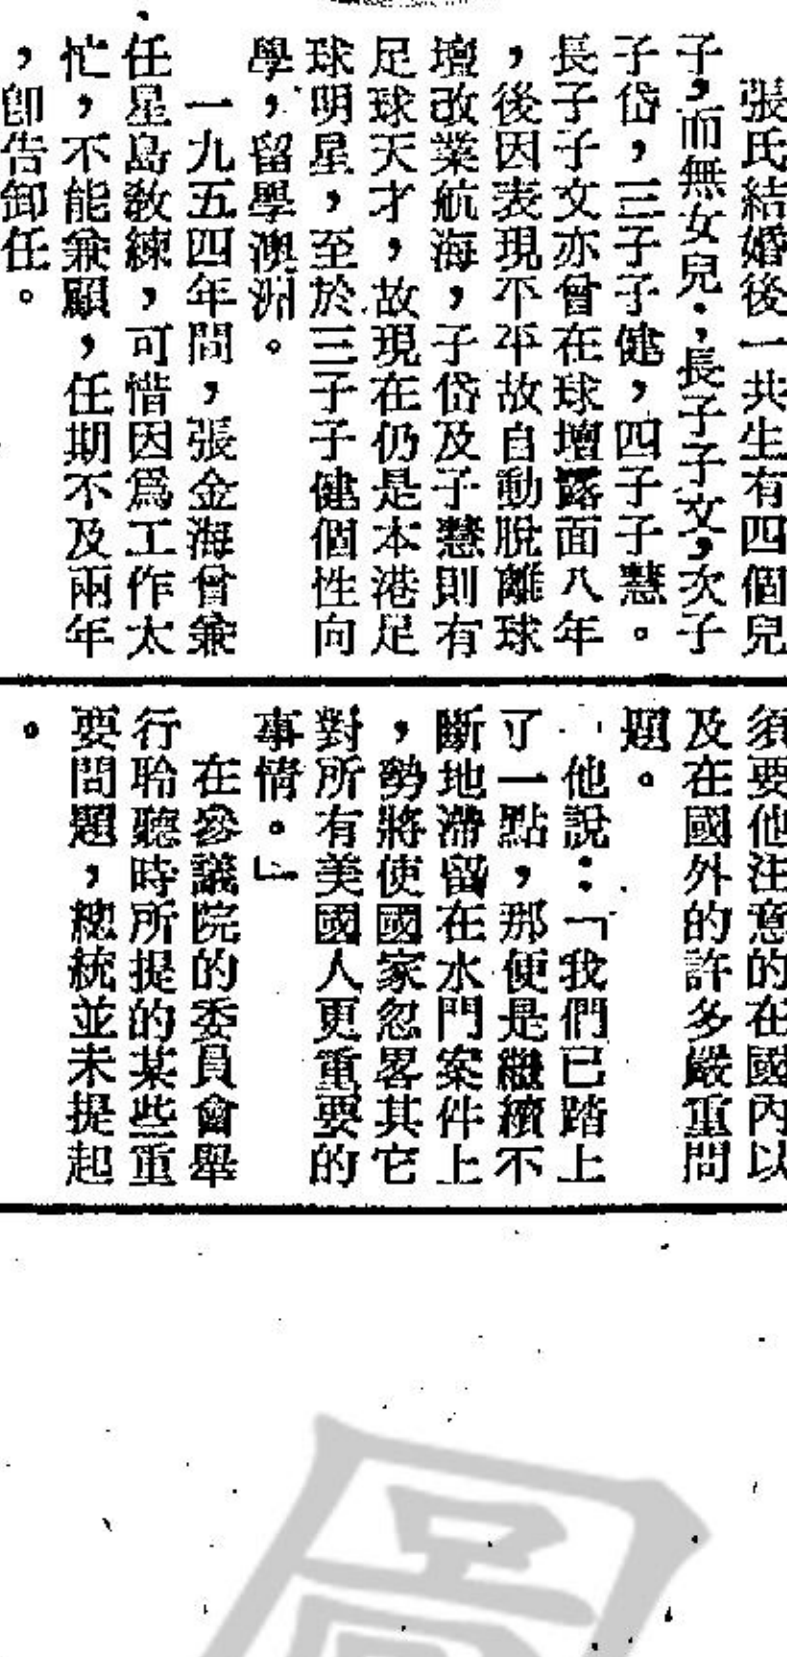 張氏結婚後一共生有四個兒
子,而無女兒;長子子文,次子
子岱,三子子健,四子子慧。
長子子文亦曾在球壇露面八年
,後因表現不平故自動脫離球
壇改業航海,子岱及子慧則有
足球天才,故現在仍是本港足
球明星,至於三子子健個性向
學,留學澳洲。
一九五四年間,張金海曾兼
任星島教練,可惜因為工作太
忙,不能兼顧,任期不及兩年
,卽告卸任。
須要他注意的在國內以
及在國外的許多嚴重問
題。
他說:「我們已踏上
了一點,那便是繼續不
斷地滯留在水門案件上
,勢將使國家忽畧其它
對所有美國人更重要的
事情。」
在參議院的委員會舉
行聆聽時所提的某些重
要問題,總統並未提起
。
圖